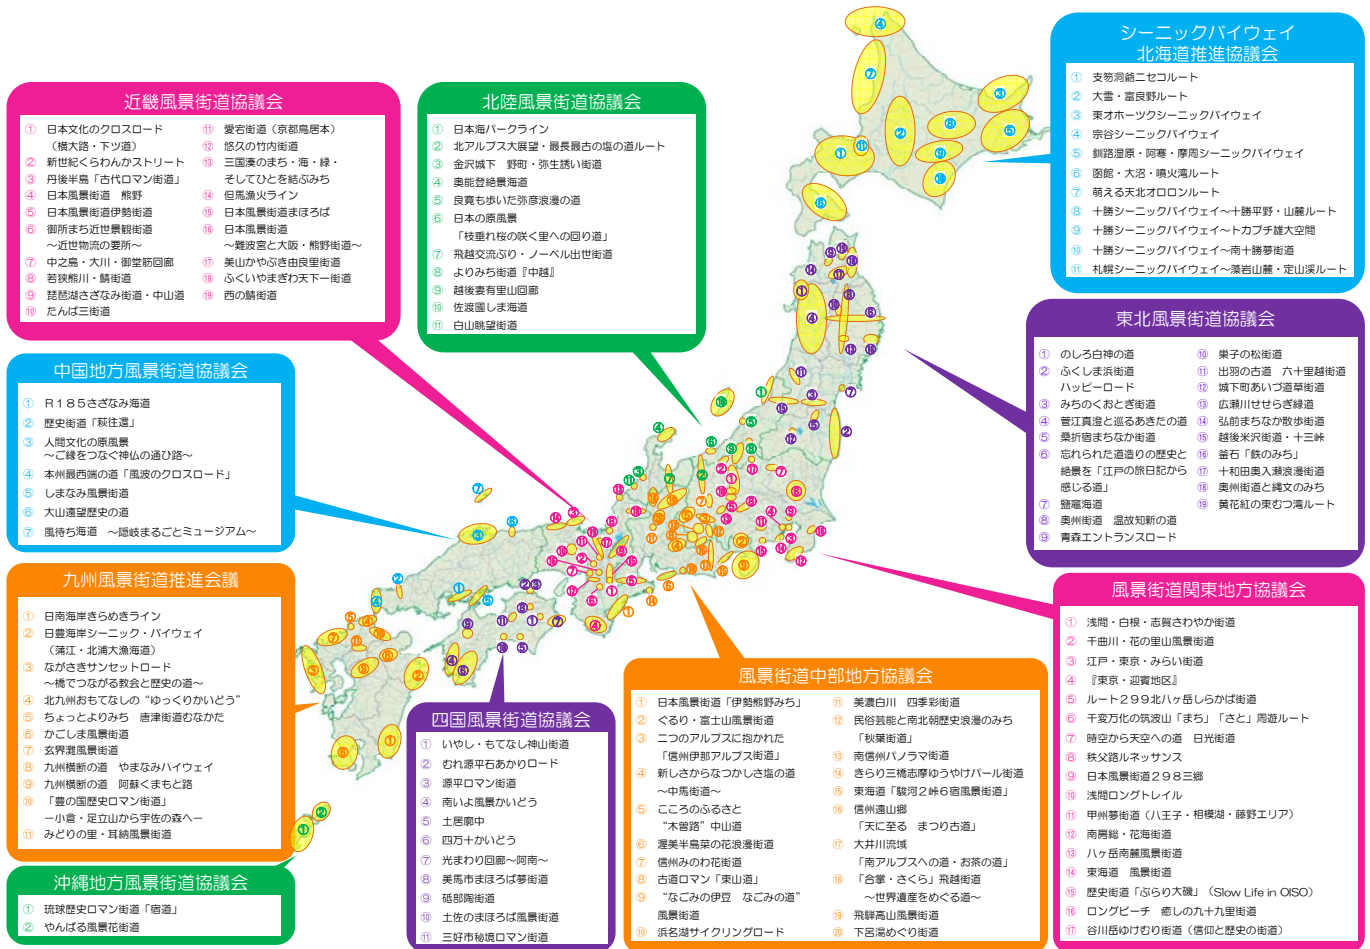 シーニックバイウェイ
北海道推進協議会
① 支笏洞爺ニセコルート
② 大雪・富良野ルート
③ 東オホーツクシーニックバイウェイ
④ 宗谷シーニックバイウェイ
⑤ 釧路湿原・阿寒・摩周シーニックバイウェイ
⑥ 函館・大沼・噴火湾ルート
⑦ 萌える天北オロロンルート
⑧ 十勝シーニックバイウェイ～十勝平野・山麓ルート
⑨ 十勝シーニックバイウェイ～トカプチ雄大空間
⑩ 十勝シーニックバイウェイ～南十勝夢街道
⑪ 札幌シーニックバイウェイ～藻岩山麓・定山渓ルート
近畿風景街道協議会
① 日本文化のクロスロード
（横大路・下ツ道）
② 新世紀くらわんかストリート
③ 丹後半島「古代ロマン街道」
④ 日本風景街道 熊野
⑤ 日本風景街道伊勢街道
⑥ 御所まち近世景観街道
～近世物流の要所～
⑦ 中之島・大川・御堂筋回廊
⑧ 若狭熊川・鯖街道
⑨ 琵琶湖さざなみ街道・中山道
⑩ たんば三街道
⑪ 愛宕街道（京都鳥居本）
⑫ 悠久の竹内街道
⑬ 三国湊のまち・海・緑・
そしてひとを結ぶみち
⑭ 但馬漁火ライン
⑮ 日本風景街道まほろば
⑯ 日本風景街道
～難波宮と大阪・熊野街道～
⑰ 美山かやぶき由良里街道
⑱ ふくいやまぎわ天下一街道
⑲ 西の鯖街道
北陸風景街道協議会
① 日本海パークライン
② 北アルプス大展望・最長最古の塩の道ルート
③ 金沢城下 野町・弥生誘い街道
④ 奥能登絶景海道
⑤ 良寛も歩いた弥彦浪漫の道
⑥ 日本の原風景
「枝垂れ桜の咲く里への回り道」
⑦ 飛越交流ぶり・ノーベル出世街道
⑧ よりみち街道『中越』
⑨ 越後妻有里山回廊
⑩ 佐渡國しま海道
⑪ 白山眺望街道
東北風景街道協議会
① のしろ白神の道
② ふくしま浜街道
ハッピーロード
③ みちのくおとぎ街道
④ 菅江真澄と巡るあきたの道
⑤ 桑折宿まちなか街道
⑥ 忘れられた道造りの歴史と
絶景を「江戸の旅日記から
感じる道」
⑦ 鹽竈海道
⑧ 奥州街道 温故知新の道
⑨ 青森エントランスロード
⑩ 巣子の松街道
⑪ 出羽の古道 六十里越街道
⑫ 城下町あいづ道草街道
⑬ 広瀬川せせらぎ緑道
⑭ 弘前まちなか散歩街道
⑮ 越後米沢街道・十三峠
⑯ 釜石「鉄のみち」
⑰ 十和田奥入瀬浪漫街道
⑱ 奥州街道と縄文のみち
⑲ 黄花紅の東むつ湾ルート
中国地方風景街道協議会
① Ｒ１８５さざなみ海道
② 歴史街道「萩往還」
③ 人間文化の原風景
～ご縁をつなぐ神仏の通ひ路～
④ 本州最西端の道「風波のクロスロード」
⑤ しまなみ風景街道
⑥ 大山遠望歴史の道
⑦ 風待ち海道 ～隠岐まるごとミュージアム～
九州風景街道推進会議
① 日南海岸きらめきライン
② 日豊海岸シーニック・バイウェイ
（蒲江・北浦大漁海道）
③ ながさきサンセットロード
～橋でつながる教会と歴史の道～
④ 北九州おもてなしの“ゆっくりかいどう”
⑤ ちょっとよりみち 唐津街道むなかた
⑥ かごしま風景街道
⑦ 玄界灘風景街道
⑧ 九州横断の道 やまなみハイウェイ
⑨ 九州横断の道 阿蘇くまもと路
⑩ 「豊の国歴史ロマン街道」
ー小倉・足立山から宇佐の森へー
⑪ みどりの里・耳納風景街道
沖縄地方風景街道協議会
① 琉球歴史ロマン街道「宿道」
② やんばる風景花街道
四国風景街道協議会
① いやし・もてなし神山街道
② むれ源平石あかりロード
③ 源平ロマン街道
④ 南いよ風景かいどう
⑤ 土居廓中
⑥ 四万十かいどう
⑦ 光まわり回廊～阿南～
⑧ 美馬市まほろば夢街道
⑨ 砥部陶街道
⑩ 土佐のまほろば風景街道
⑪ 三好市秘境ロマン街道
風景街道中部地方協議会
① 日本風景街道「伊勢熊野みち」
② ぐるり・富士山風景街道
③ 二つのアルプスに抱かれた
「信州伊那アルプス街道」
④ 新しさからなつかしさ塩の道
～中馬街道～
⑤ こころのふるさと
“木曽路”中山道
⑥ 渥美半島菜の花浪漫街道
⑦ 信州みのわ花街道
⑧ 古道ロマン「東山道」
⑨ “なごみの伊豆 なごみの道”
風景街道
⑩ 浜名湖サイクリングロード
⑪ 美濃白川 四季彩街道
⑫ 民俗芸能と南北朝歴史浪漫のみち
「秋葉街道」
⑬ 南信州パノラマ街道
⑭ きらり三橋志摩ゆうやけパール街道
⑮ 東海道「駿河２峠６宿風景街道」
⑯ 信州遠山郷
「天に至る まつり古道」
⑰ 大井川流域
「南アルプスへの道・お茶の道」
⑱ 「合掌・さくら」飛越街道
～世界遺産をめぐる道～
⑲ 飛騨高山風景街道
⑳ 下呂湯めぐり街道
風景街道関東地方協議会
① 浅間・白根・志賀さわやか街道
② 千曲川・花の里山風景街道
③ 江戸・東京・みらい街道
④ 『東京・迎賓地区』
⑤ ルート２９９北八ヶ岳しらかば街道
⑥ 千変万化の筑波山「まち」「さと」周遊ルート
⑦ 時空から天空への道 日光街道
⑧ 秩父路ルネッサンス
⑨ 日本風景街道２９８三郷
⑩ 浅間ロングトレイル
⑪ 甲州夢街道（八王子・相模湖・藤野エリア）
⑫ 南房総・花海街道
⑬ 八ヶ岳南麓風景街道
⑭ 東海道 風景街道
⑮ 歴史街道「ぶらり大磯」（Slow Life in OISO）
⑯ ロングビーチ 癒しの九十九里街道
⑰ 谷川岳ゆけむり街道（信仰と歴史の街道）